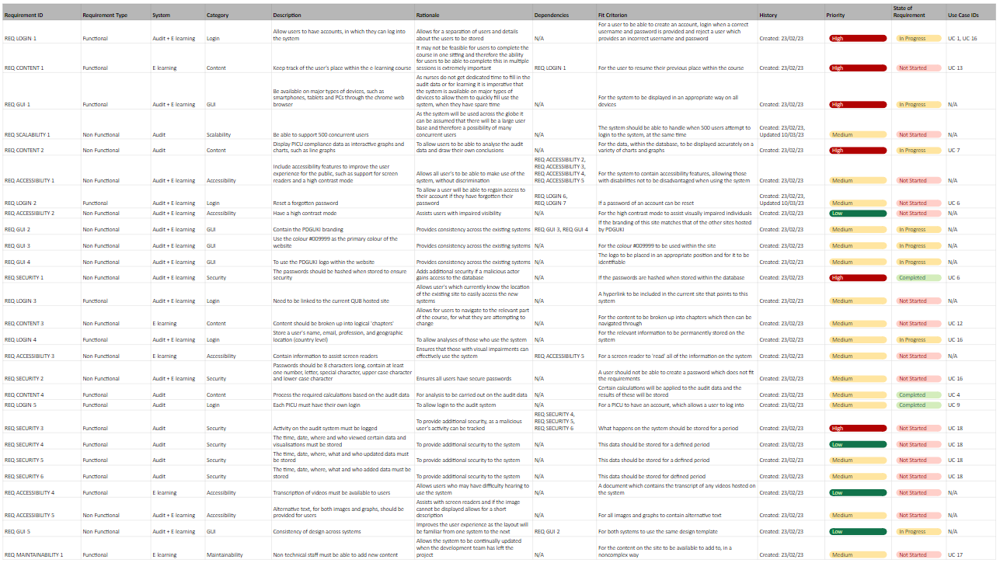 Requirement ID Requirement Type System Category Description Rationale Dependencies Fit Criterion History Priority State of Requirement Use Case IDs
REQ LOGIN 1 Functional Audit + E learning Login Allow users to have accounts, in which they can log into the system Allows for a separation of users and details about the users to be stored N/A For a user to be able to create an account, login when a correct username and password is provided and reject a user which provides an incorrect username and password Created: 23/02/23 High In Progress UC 1, UC 16
REQ CONTENT 1 Functional E-learning Content Keep track of the user's place within the e learning course It may not be feasible for users to complete the course in one sitting and therefore the ability for users to be able to complete this in multiple sessions is extremely important REQ LOGIN-1 For the user to resume their previous place within the course Created: 23/02/23 High Not Started UC 13
REQ GUI 1 Functional Audit + E learning GUI Be available on major types of devices, such as smartphones, tablets and PCs through the chrome web browser As nurses do not get dedicated time to fill in the audit data or for learning it is imperative that the system is available on major types of devices to allow them to quickly fill use the system, when they have spare time N/A For the system to be displayed in an appropriate way on all devices Created: 23/02/23 High In Progress N/A
REQ SCALABILITY 1 Non-Functional Audit Scalability Be able to support 500 concurrent users As the system will be used across the globe it can be assumed that there will be a large user base and therefore a possibility of many concurrent users N/A The system should be able to handle when 500 users attempt to login to the system, at the same time Created: 23/02/23, Updated 10/03/23 Medium Not Started N/A
REQ CONTENT 2 Functional Audit Content Display PICU compliance data as interactive graphs and charts, such as line graphs To allow users to be able to analyse the audit data and draw their own conclusions N/A For the data, within the database, to be displayed accurately on a variety of charts and graphs Created: 23/02/23 High In Progress UC 7
REQ ACCESSIBILITY 1 Non-Functional Audit + E learning Accessibility Include accessibility features to improve the user experience for the public, such as support for screen readers and a high contrast mode Allows all user's to be able to make use of the system, without discrimination REQ ACCESSIBILITY 2, REQ ACCESSIBILITY 3, REQ ACCESSIBILITY 4, REQ ACCESSIBILITY 5 For the system to contain accessibility features, allowing those with disabilities not to be disadvantaged when using the system Created: 23/02/23 Medium Not Started N/A
REQ LOGIN 2 Functional Audit + E learning Login Reset a forgotten password To allow a user will be able to regain access to their account if they have forgotten their password REQ LOGIN 6, REQ LOGIN 7 If a password of an account can be reset Created: 23/02/23, Updated 10/03/23 Medium Not Started UC 6
REQ ACCESSIBILITY 2 Non-Functional Audit + E learning Accessibility Have a high contrast mode Assists users with impaired visibility N/A For the high contrast mode to assist visually impaired individuals Created: 23/02/23 Low Not Started N/A
REQ GUI 2 Non Functional Audit + E learning GUI Contain the PDGUKI branding Provides consistency across the existing systems REQ GUI 3, REQ GUI 4 If the branding of this site matches that of the other sites hosted by PDGUKI Created: 23/02/23 Medium In Progress N/A
REQ GUI 3 Non Functional Audit + E learning GUI Use the colour #009999 as the primary colour of the website Provides consistency across the existing systems N/A For the colour #009999 to be used within the site Created: 23/02/23 Medium In Progress N/A
REQ GUI 4 Non-Functional Audit + E learning GUI To use the PDGUKI logo within the website Provides consistency across the existing systems N/A The logo to be placed in an appropriate position and for it to be identifiable Created: 23/02/23 Medium In Progress N/A
REQ SECURITY 1 Non-Functional Audit + E learning Security The passwords should be hashed when stored to ensure security Adds additional security if a malicious actor gains access to the database N/A If the passwords are hashed when stored within the database Created: 23/02/23 High Completed UC 6
REQ LOGIN 3 Functional Audit + E learning Login Need to be linked to the current QUB hosted site Allows user's which currently know the location of the existing site to easily access the new systems N/A A hyperlink to be included in the current site that points to this system Created: 23/02/23 Medium Not Started N/A
REQ CONTENT 3 Non-Functional E-learning Content Content should be broken up into logical 'chapters' Allows for users to navigate to the relevant part of the course, for what they are attempting to change N/A For the content to be broken up into chapters which then can be navigated through Created: 23/02/23 Medium Not Started UC 12
REQ LOGIN 4 Functional Audit + E learning Login Store a user's name, email, profession, and geographic location (country level) To allow analyses of those who use the system N/A For the relevant information to be permanently stored on the system Created: 23/02/23 Medium In Progress UC 16
REQ ACCESSIBILITY 3 Non-Functional E-learning Accessibility Contain information to assist screen readers Ensures that those with visual impairments can effectively use the system REQ ACCESSIBILITY 5 For a screen reader to 'read' all of the information on the system Created: 23/02/23 Medium Not Started N/A
REQ SECURITY 2 Non-Functional Audit + E learning Security Passwords should be 8 characters long, contain at least one number, letter, special character, upper case character and lower case character Ensures all users have secure passwords N/A A user should not be able to create a password which does not fit the requirements Created: 23/02/23 Medium Not Started UC 16
REQ CONTENT 4 Functional Audit Content Process the required calculations based on the audit data For analysis to be carried out on the audit data N/A Certain calculations will be applied to the audit data and the results of these will be stored Created: 23/02/23 Medium Completed UC 4
REQ LOGIN 5 Functional Audit Login Each PICU must have their own login To allow login to the audit system N/A For a PICU to have an account, which allows a user to log into Created: 23/02/23 Medium Completed UC 9
REQ SECURITY 3 Functional Audit Security Activity on the audit system must be logged To provide additional security, as a malicious user's activity can be tracked REQ SECURITY 4, REQ SECURITY 5, REQ SECURITY 6 What happens on the system should be stored for a period Created: 23/02/23 High Not Started UC 18
REQ SECURITY 4 Functional Audit Security The time, date, where and who viewed certain data and visualisations must be stored To provide additional security to the system N/A This data should be stored for a defined period Created: 23/02/23 Low Not Started UC 18
REQ SECURITY 5 Functional Audit Security The time, date, where, what and who updated data must be stored To provide additional security to the system N/A This data should be stored for a defined period Created: 23/02/23 Medium Not Started UC 18
REQ SECURITY 6 Functional Audit Security The time, date, where, what and who added data must be stored To provide additional security to the system N/A This data should be stored for defined period Created: 23/02/23 Medium Not Started UC 18
REQ ACCESSIBILITY 4 Functional E-learning Accessibility Transcription of videos must be available to users Allows users who may have difficulty hearing to use the system N/A A document which contains the transcript of any videos hosted on the system Created: 23/02/23 Low Not Started N/A
REQ ACCESSIBILITY 5 Non Functional Audit + E learning Accessibility Alternative text, for both images and graphs, should be provided for users Assists with screen readers and if the image cannot be displayed allows for a short description N/A For all images and graphs to contain alternative text Created: 23/02/23 Medium Not Started N/A
REQ GUI 5 Non Functional Audit + E learning GUI Consistency of design across systems Improves the user experience as the layout will be familiar from one system to the next REQ GUI 2 For both systems to use the same design template Created: 23/02/23 Low In Progress N/A
REQ MAINTAINABILITY 1 Functional E-learning Maintainability Non technical staff must be able to add new content Allows the system to be continually updated when the development team has left the project N/A For the content on the site to be available to add to, in a noncomplex way Created: 23/02/23 Medium Not Started UC 17